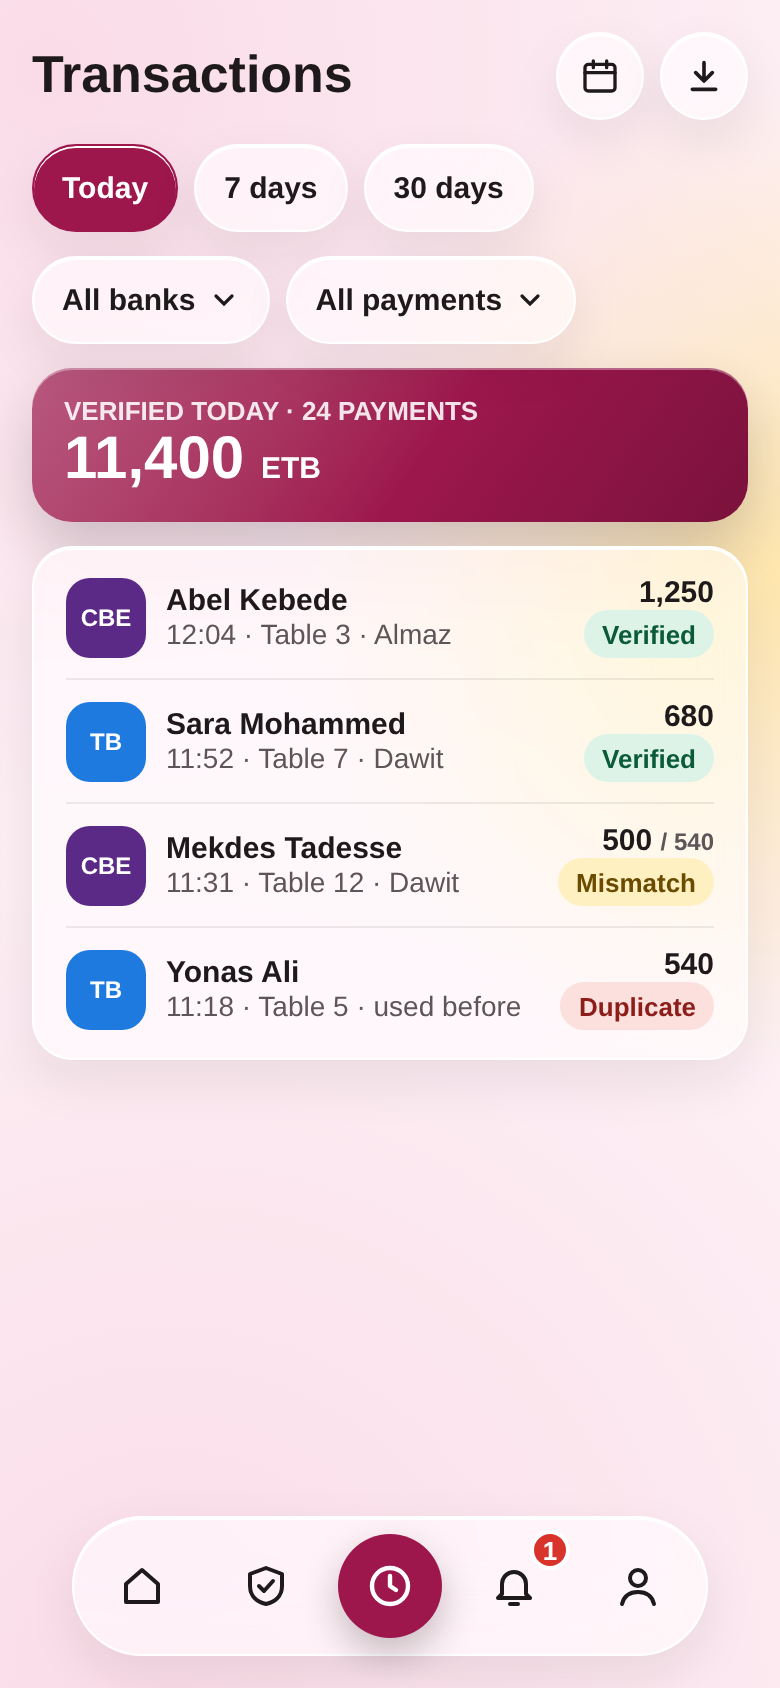 Transactions
Today
7 days
30 days
All banks
All payments
VERIFIED TODAY · 24 PAYMENTS
11,400 ETB
CBE
Abel Kebede
1,250
12:04 · Table 3 · Almaz
Verified
TB
Sara Mohammed
680
11:52 · Table 7 · Dawit
Verified
CBE
Mekdes Tadesse
500 / 540
11:31 · Table 12 · Dawit
Mismatch
TB
Yonas Ali
540
11:18 · Table 5 · used before
Duplicate
1